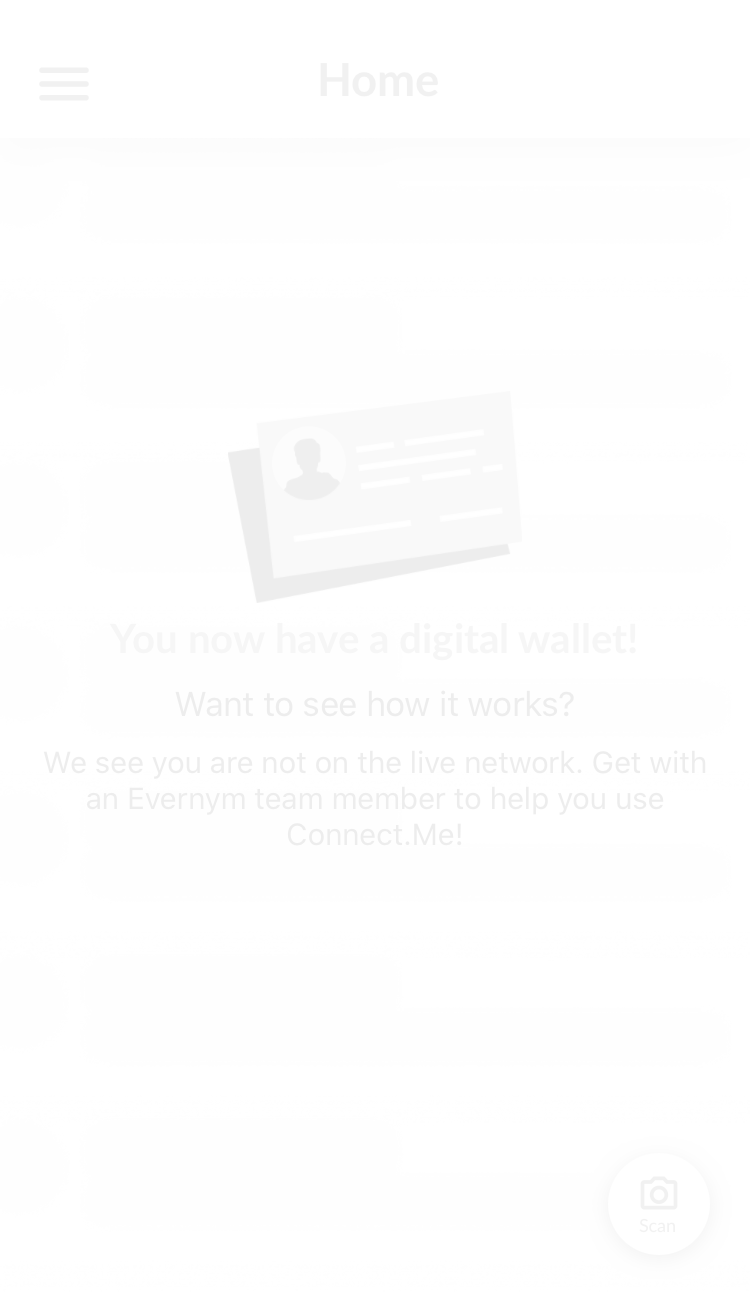 Home
You now have a digital wallet!
Want to see how it works?
We see you are not on the live network. Get with
an Evernym team member to help you use
Connect.Me!
Scan